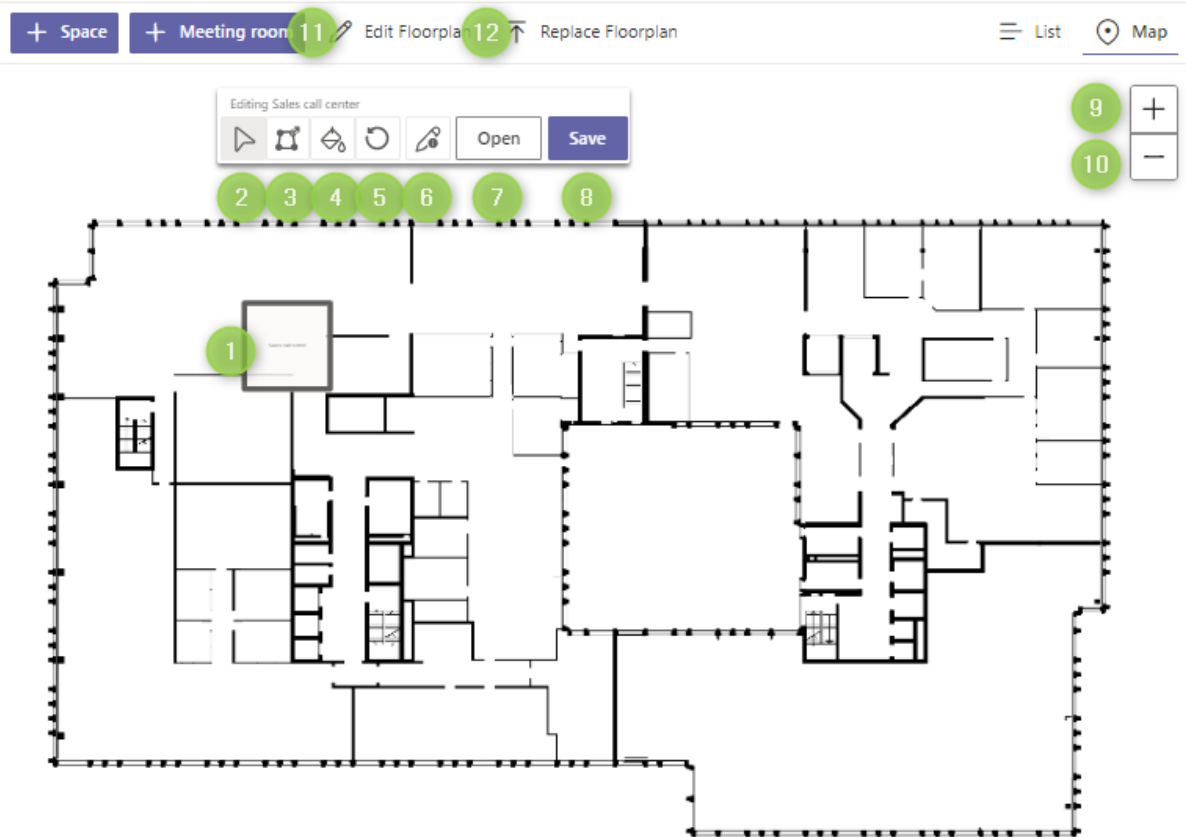 + Space + Meeting room 11 Edit Floorplan 12 Replace Floorplan List Map
Editing Sales call center
Open Save
9
10
2 3 4 5 6 7 8
1